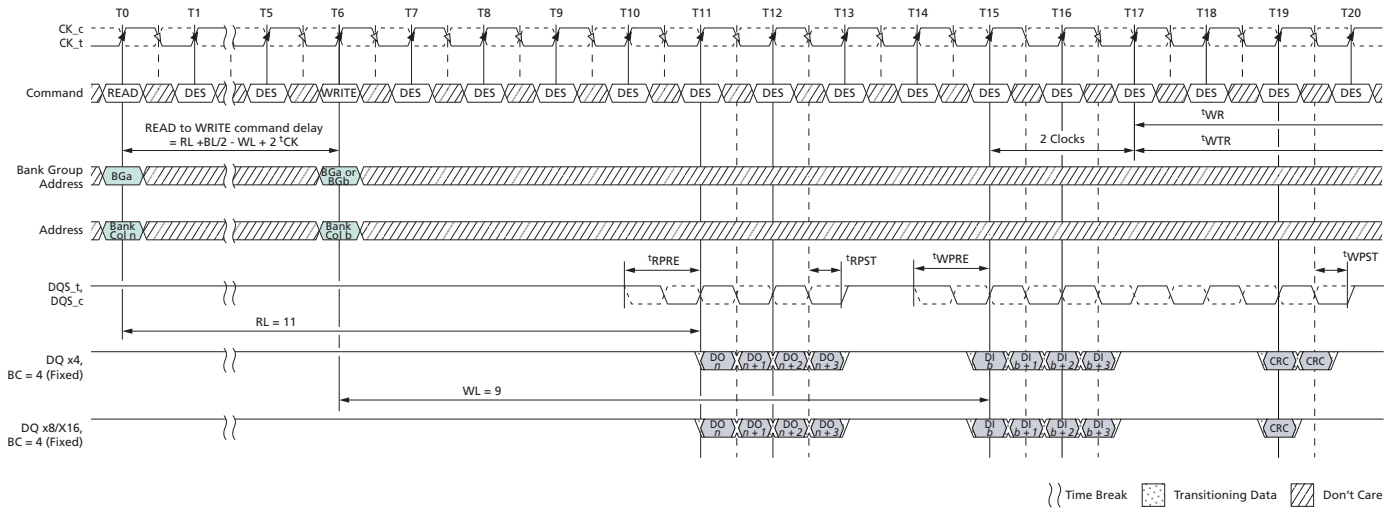 T0 T1 T5 T6 T7 T8 T9 T10 T11 T12 T13 T14 T15 T16 T17 T18 T19 T20
CK_c
CK_t
Command READ DES DES WRITE DES DES DES DES DES DES DES DES DES DES DES DES DES DES
READ to WRITE command delay
= RL +BL/2 - WL + 2 tCK
tWR
2 Clocks
tWTR
Bank Group
Address
BGa
BGa or
BGb
Address
Bank
Col n
Bank
Col b
tRPRE
tRPST
tWPRE
tWPST
DQS_t,
DQS_c
RL = 11
DQ x4,
BC = 4 (Fixed)
DO
n
DO
n + 1
DO
n + 2
DO
n + 3
DI
b
DI
b + 1
DI
b + 2
DI
b + 3
CRC
CRC
WL = 9
DQ x8/X16,
BC = 4 (Fixed)
DO
n
DO
n + 1
DO
n + 2
DO
n + 3
DI
b
DI
b + 1
DI
b + 2
DI
b + 3
CRC
Time Break Transitioning Data Don't Care